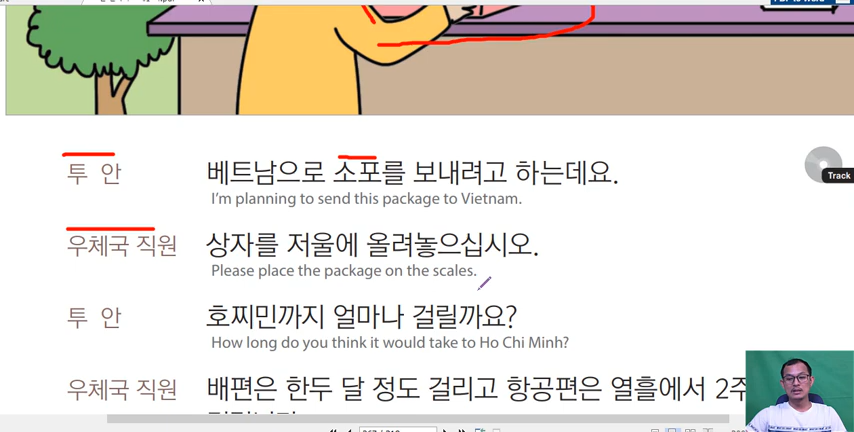 투 안 베트남으로 소포를 보내려고 하는데요.
I'm planning to send this package to Vietnam.
Track
우체국 직원 상자를 저울에 올려놓으십시오.
Please place the package on the scales.
투 안 호찌민까지 얼마나 걸릴까요?
How long do you think it would take to Ho Chi Minh?
우체국 직원 배편은 한두 달 정도 걸리고 항공편은 열흘에서 2주